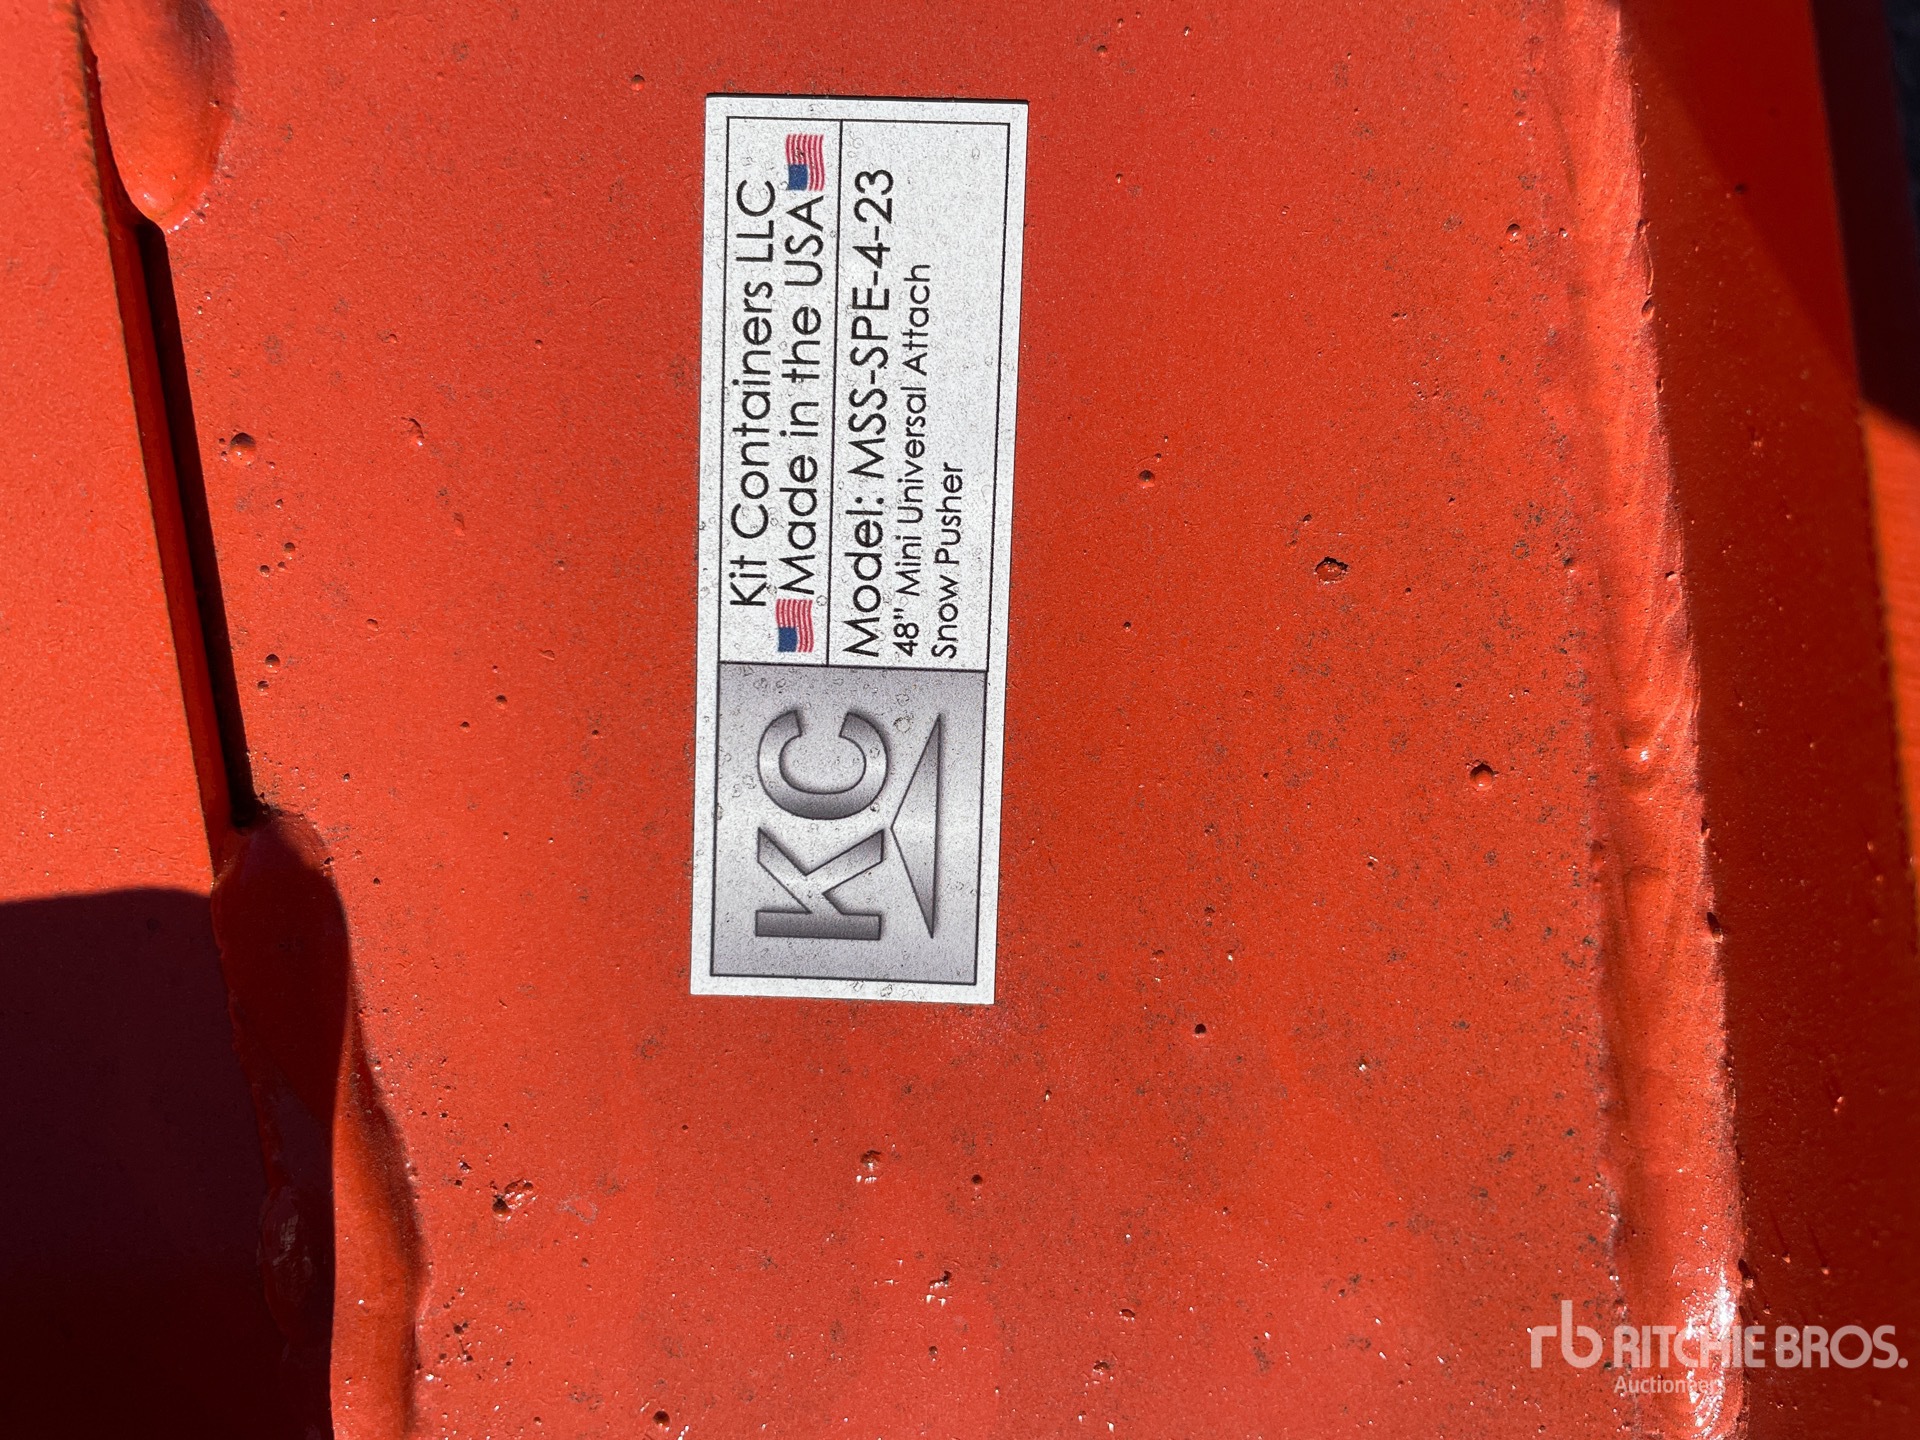 KC
Kit Containers LLC
Made in the USA
Model: MSS-SPE-4-23
48" Mini Universal Attach
Snow Pusher
rb RITCHIE BROS.
Auctioneers